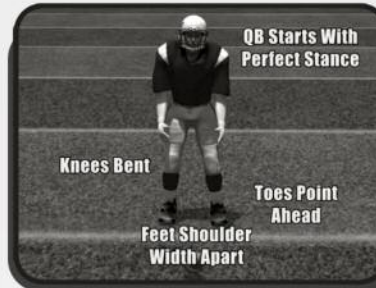 QB Starts With
Perfect Stance
Knees Bent
Toes Point
Ahead
Feet Shoulder
Width Apart